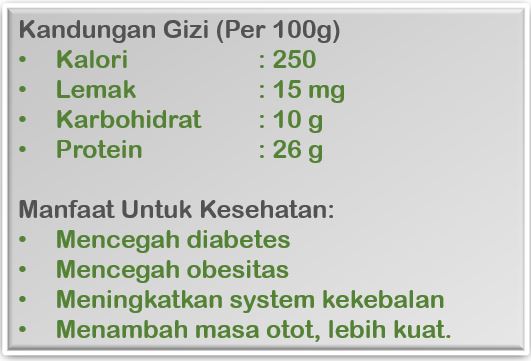 Kandungan Gizi (Per 100g)
• Kalori : 250
• Lemak : 15 mg
• Karbohidrat : 10 g
• Protein : 26 g
Manfaat Untuk Kesehatan:
• Mencegah diabetes
• Mencegah obesitas
• Meningkatkan system kekebalan
• Menambah masa otot, lebih kuat.